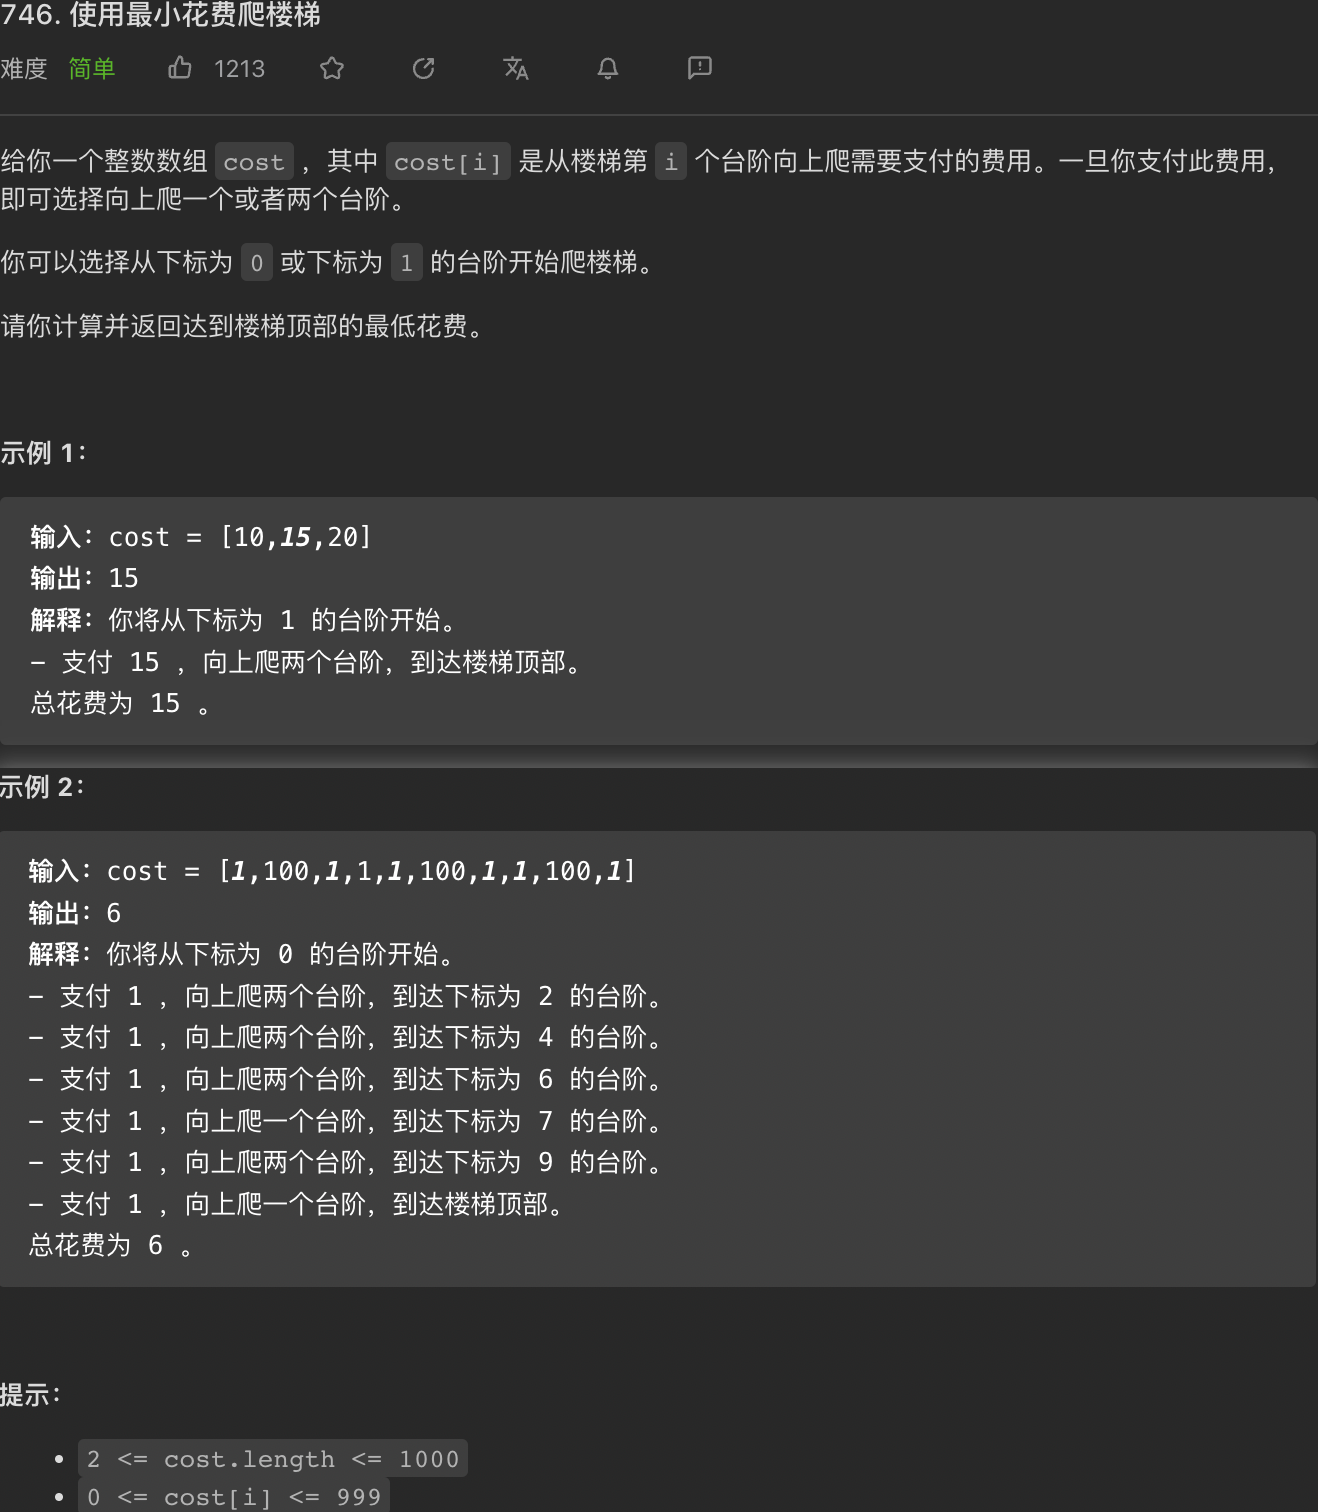 746. 使用最小花费爬楼梯
难度 简单 1213
给你一个整数数组 cost ，其中 cost[i] 是从楼梯第 i 个台阶向上爬需要支付的费用。一旦你支付此费用，
即可选择向上爬一个或者两个台阶。
你可以选择从下标为 0 或下标为 1 的台阶开始爬楼梯。
请你计算并返回达到楼梯顶部的最低花费。
示例 1：
输入：cost = [10,15,20]
输出：15
解释：你将从下标为 1 的台阶开始。
- 支付 15 ，向上爬两个台阶，到达楼梯顶部。
总花费为 15 。
示例 2：
输入：cost = [1,100,1,1,1,100,1,1,100,1]
输出：6
解释：你将从下标为 0 的台阶开始。
- 支付 1 ，向上爬两个台阶，到达下标为 2 的台阶。
- 支付 1 ，向上爬两个台阶，到达下标为 4 的台阶。
- 支付 1 ，向上爬两个台阶，到达下标为 6 的台阶。
- 支付 1 ，向上爬一个台阶，到达下标为 7 的台阶。
- 支付 1 ，向上爬两个台阶，到达下标为 9 的台阶。
- 支付 1 ，向上爬一个台阶，到达楼梯顶部。
总花费为 6 。
提示：
• 2 <= cost.length <= 1000
• 0 <= cost[i] <= 999